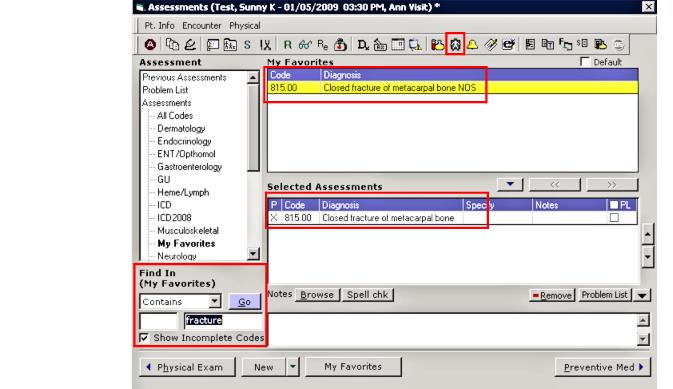 Assessments (Test, Sunny K - 01/05/2009 03:30 PM, Ann Visit) *
Pt. Info Encounter Physical
Assessment
My Favorites
Default
Previous Assessments
Problem List
Assessments
All Codes
Dermatology
Endocrinology
ENT/Opthomol
Gastroenterology
GU
Heme/Lymph
ICD
ICD2008
Musculoskeletal
My Favorites
Neurology
Code Diagnosis
815.00 Closed fracture of metacarpal bone NOS
Selected Assessments
<< >>
P Code Diagnosis Specify Notes PL
X 815.00 Closed fracture of metacarpal bone
Find In
(My Favorites)
Contains Go
fracture
Show Incomplete Codes
Notes Browse Spell chk Remove Problem List
Physical Exam New My Favorites Preventive Med